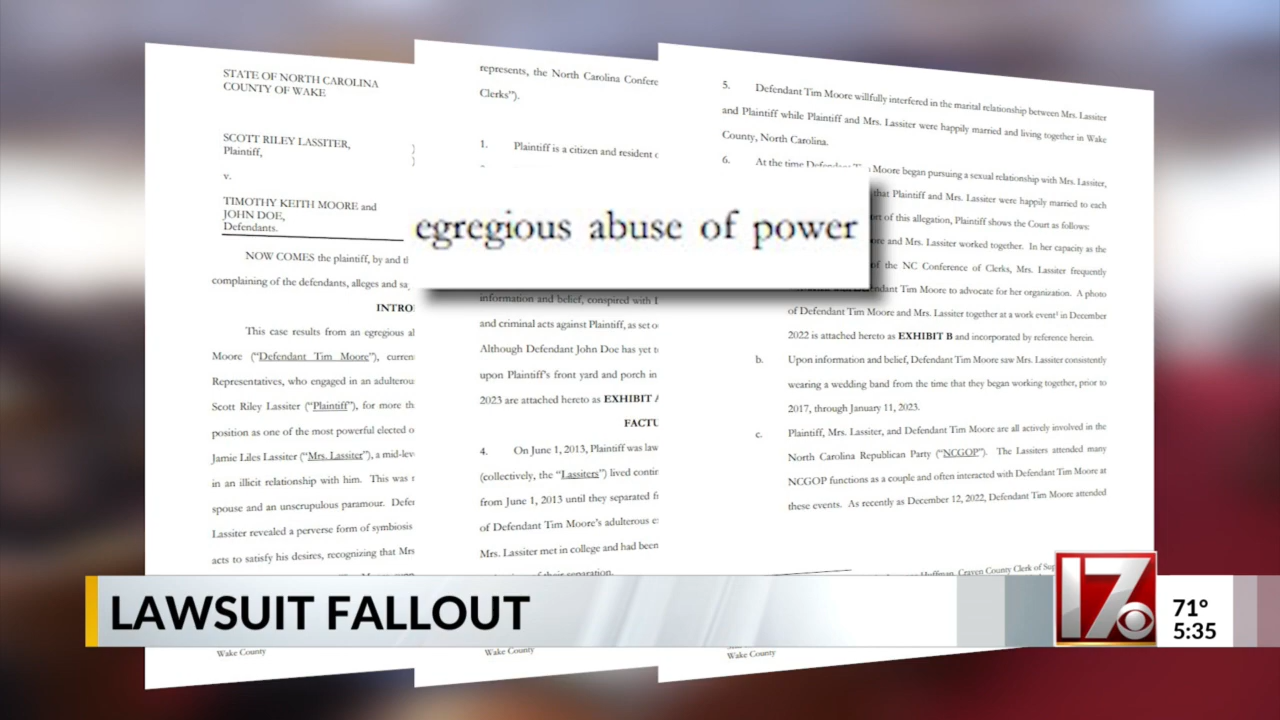 STATE OF NORTH CAROLINA
COUNTY OF WAKE
SCOTT RILEY LASSITER,
Plaintiff,
v.
TIMOTHY KEITH MOORE and
JOHN DOE,
Defendants.
NOW COMES the plaintiff, by and
complaining of the defendants, alleges and
INTRO
This case results from an egregious
Moore ("Defendant Tim Moore"),
Representatives, who engaged in an
Scott Riley Lassiter ("Plaintiff"), for more
position as one of the most powerful elected
Jamie Liles Lassiter ("Mrs. Lassiter"), a
in an illicit relationship with him. This was
spouse and an unscrupulous paramour.
Lassiter revealed a perverse form of symbiosis
acts to satisfy his desires, recognizing that
Wake County
represents, the North Carolina
Clerks").
1. Plaintiff is a citizen and resident
egregious abuse of power
information and belief, conspired with
and criminal acts against Plaintiff, as set
Although Defendant John Doe has yet
upon Plaintiff's front yard and porch in
2023 are attached hereto as EXHIBIT
FACTU
4. On June 1, 2013, Plaintiff was
(collectively, the "Lassiters") lived
from June 1, 2013 until they separated
of Defendant Tim Moore's adulterous
Mrs. Lassiter met in college and had been
of their separation.
Wake County
5. Defendant Tim Moore willfully interfered in the marital relationship between Mrs. Lassiter
and Plaintiff while Plaintiff and Mrs. Lassiter were happily married and living together in Wake
County, North Carolina.
6. At the time Moore began pursuing a sexual relationship with Mrs. Lassiter,
that Plaintiff and Mrs. Lassiter were happily married to each
of this allegation, Plaintiff shows the Court as follows:
and Mrs. Lassiter worked together. In her capacity as the
of the NC Conference of Clerks, Mrs. Lassiter frequently
Tim Moore to advocate for her organization. A photo
of Defendant Tim Moore and Mrs. Lassiter together at a work event¹ in December
2022 is attached hereto as EXHIBIT B and incorporated by reference herein.
b. Upon information and belief, Defendant Tim Moore saw Mrs. Lassiter consistently
wearing a wedding band from the time that they began working together, prior to
2017, through January 11, 2023.
c. Plaintiff, Mrs. Lassiter, and Defendant Tim Moore are all actively involved in the
North Carolina Republican Party ("NCGOP"). The Lassiters attended many
NCGOP functions as a couple and often interacted with Defendant Tim Moore at
these events. As recently as December 12, 2022, Defendant Tim Moore attended
Huffman, Craven County Clerk of
Wake County
LAWSUIT FALLOUT
17
71°
5:35